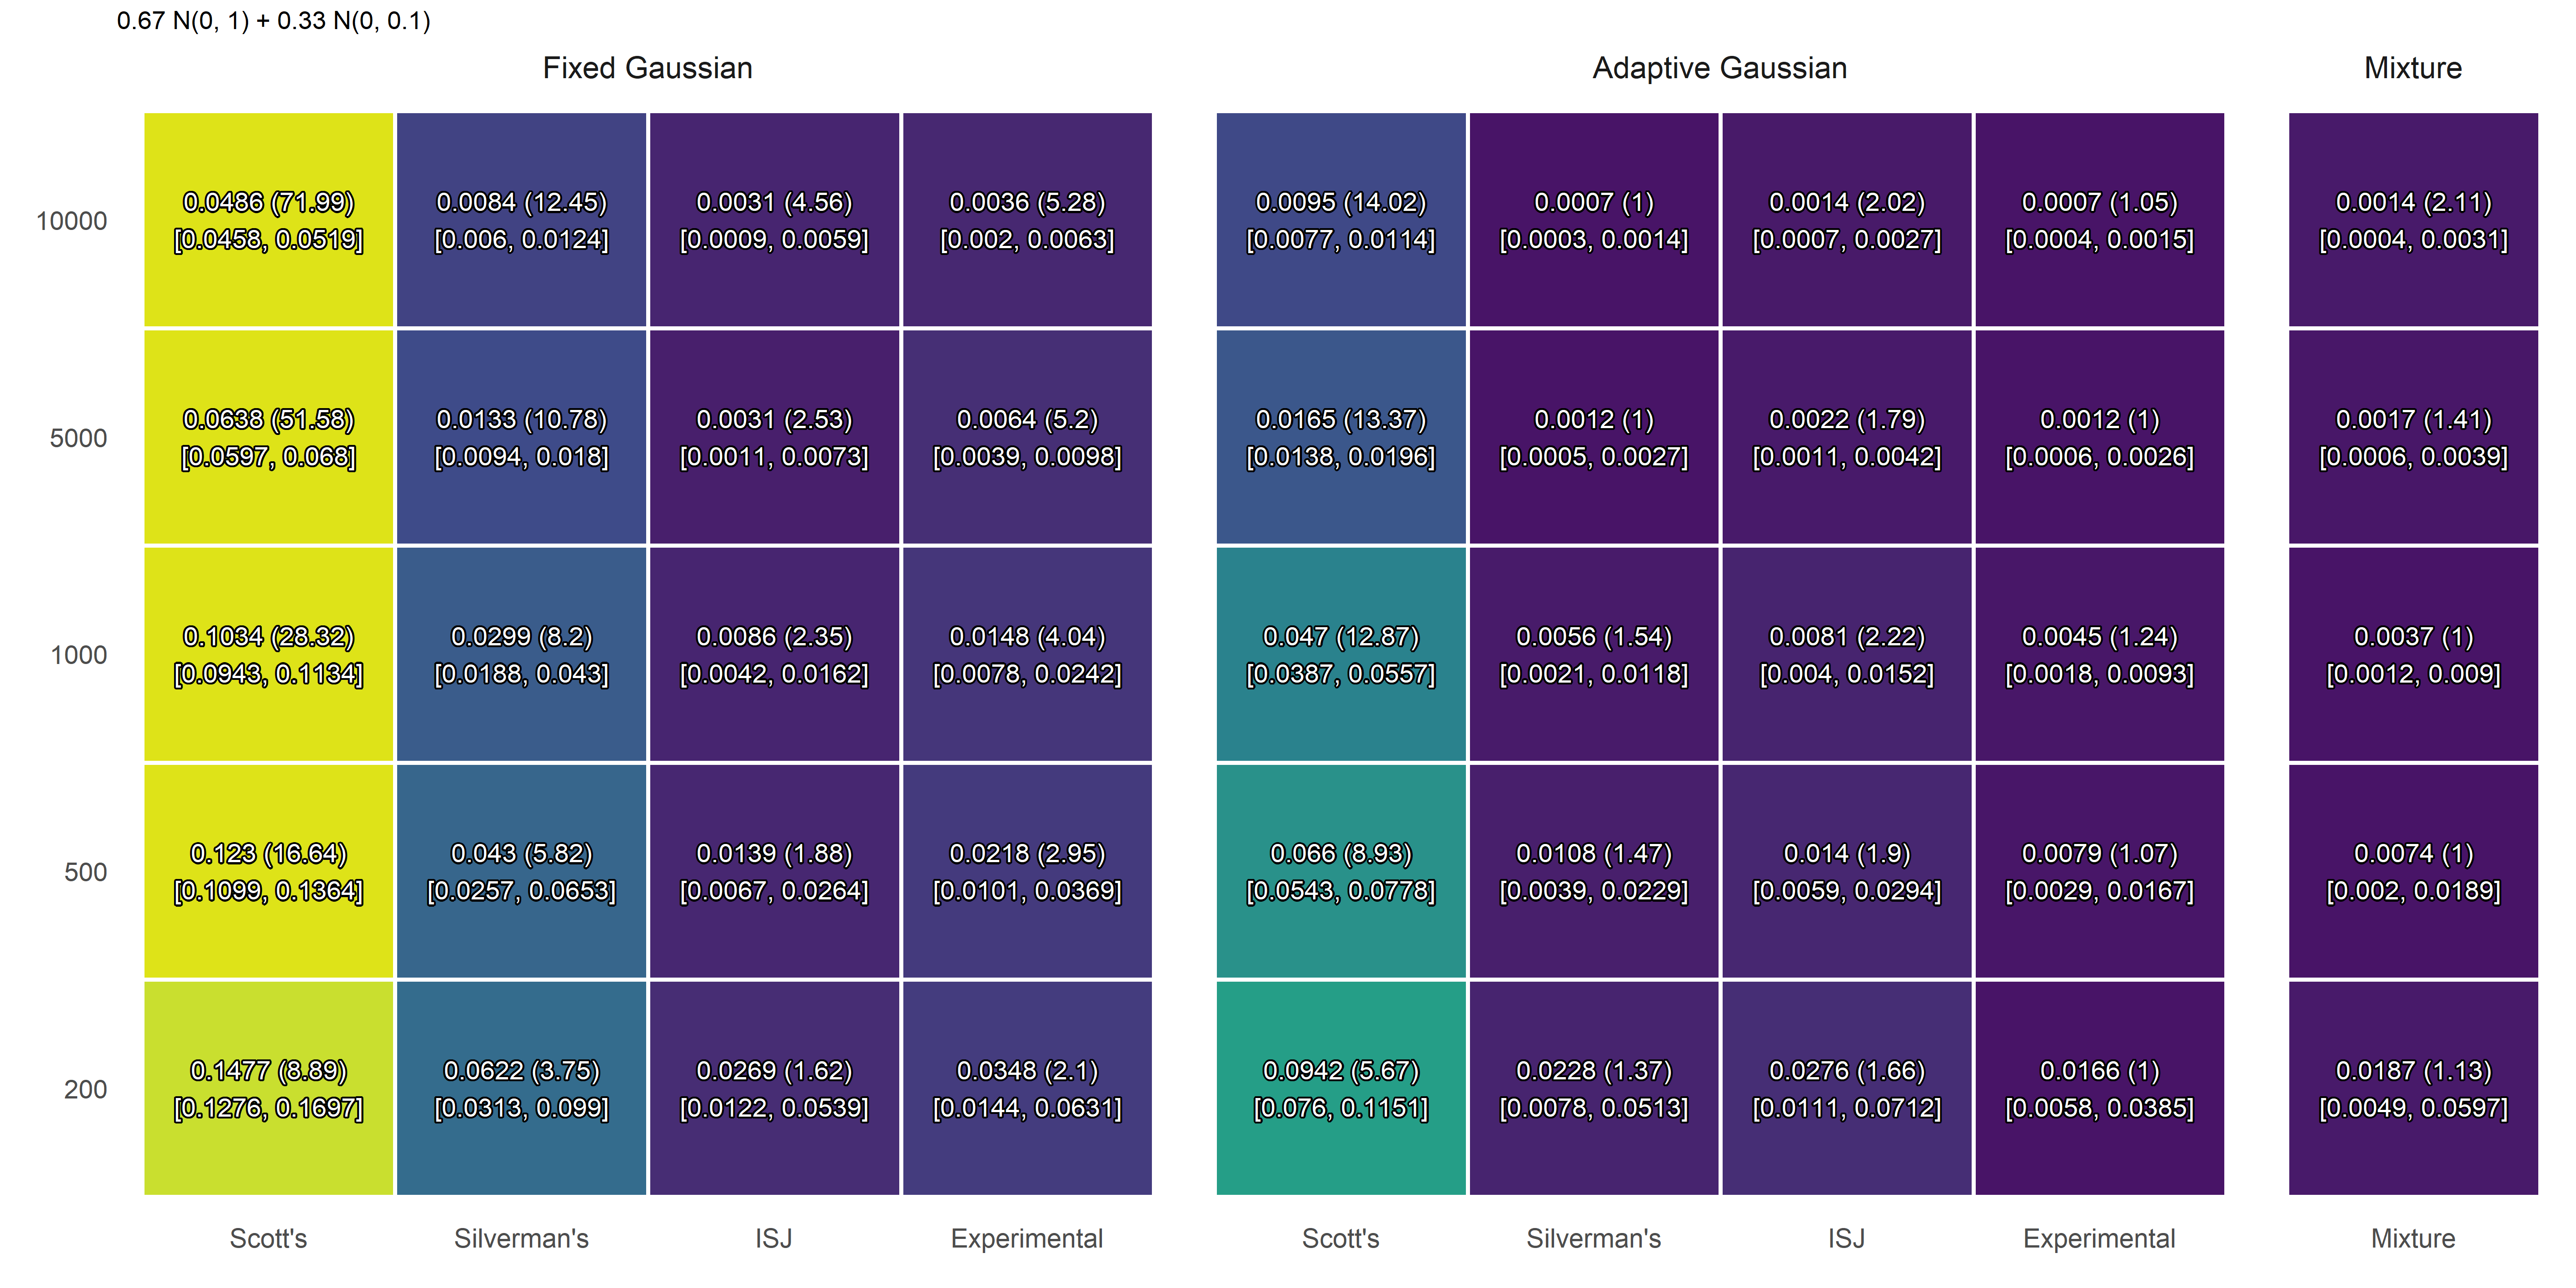 0.67 N(0, 1) + 0.33 N(0, 0.1)
Fixed Gaussian Adaptive Gaussian Mixture
10000
0.0486 (71.99) 0.0084 (12.45) 0.0031 (4.56) 0.0036 (5.28) 0.0095 (14.02) 0.0007 (1) 0.0014 (2.02) 0.0007 (1.05) 0.0014 (2.11)
[0.0458, 0.0519] [0.006, 0.0124] [0.0009, 0.0059] [0.002, 0.0063] [0.0077, 0.0114] [0.0003, 0.0014] [0.0007, 0.0027] [0.0004, 0.0015] [0.0004, 0.0031]
5000
0.0638 (51.58) 0.0133 (10.78) 0.0031 (2.53) 0.0064 (5.2) 0.0165 (13.37) 0.0012 (1) 0.0022 (1.79) 0.0012 (1) 0.0017 (1.41)
[0.0597, 0.068] [0.0094, 0.018] [0.0011, 0.0073] [0.0039, 0.0098] [0.0138, 0.0196] [0.0005, 0.0027] [0.0011, 0.0042] [0.0006, 0.0026] [0.0006, 0.0039]
1000
0.1034 (28.32) 0.0299 (8.2) 0.0086 (2.35) 0.0148 (4.04) 0.047 (12.87) 0.0056 (1.54) 0.0081 (2.22) 0.0045 (1.24) 0.0037 (1)
[0.0943, 0.1134] [0.0188, 0.043] [0.0042, 0.0162] [0.0078, 0.0242] [0.0387, 0.0557] [0.0021, 0.0118] [0.004, 0.0152] [0.0018, 0.0093] [0.0012, 0.009]
500
0.123 (16.64) 0.043 (5.82) 0.0139 (1.88) 0.0218 (2.95) 0.066 (8.93) 0.0108 (1.47) 0.014 (1.9) 0.0079 (1.07) 0.0074 (1)
[0.1099, 0.1364] [0.0257, 0.0653] [0.0067, 0.0264] [0.0101, 0.0369] [0.0543, 0.0778] [0.0039, 0.0229] [0.0059, 0.0294] [0.0029, 0.0167] [0.002, 0.0189]
200
0.1477 (8.89) 0.0622 (3.75) 0.0269 (1.62) 0.0348 (2.1) 0.0942 (5.67) 0.0228 (1.37) 0.0276 (1.66) 0.0166 (1) 0.0187 (1.13)
[0.1276, 0.1697] [0.0313, 0.099] [0.0122, 0.0539] [0.0144, 0.0631] [0.076, 0.1151] [0.0078, 0.0513] [0.0111, 0.0712] [0.0058, 0.0385] [0.0049, 0.0597]
Scott's Silverman's ISJ Experimental Scott's Silverman's ISJ Experimental Mixture